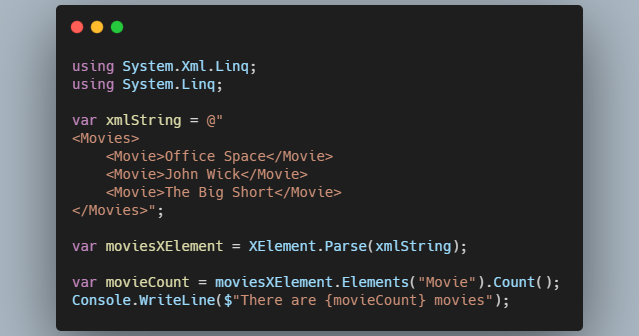 using System.Xml.Linq;
using System.Linq;
var xmlString = @"
<Movies>
    <Movie>Office Space</Movie>
    <Movie>John Wick</Movie>
    <Movie>The Big Short</Movie>
</Movies>";
var moviesXElement = XElement.Parse(xmlString);
var movieCount = moviesXElement.Elements("Movie").Count();
Console.WriteLine($"There are {movieCount} movies");